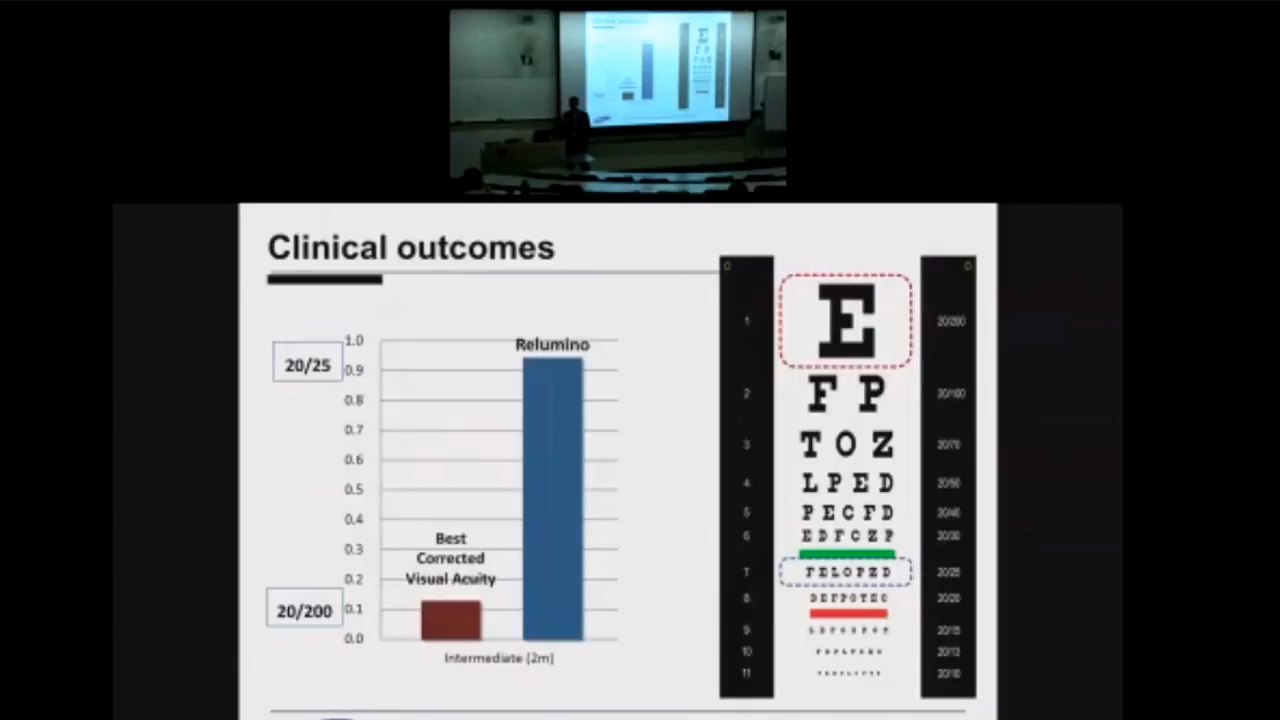 Clinical outcomes
1.0
20/25
0.9
0.8
0.7
0.6
0.5
0.4
0.3
0.2
20/200
0.1
0.0
Relumino
Best
Corrected
Visual Acuity
Intermediate (2m)
1 E 20/200
2 F P 20/100
3 T O Z 20/70
4 L P E D 20/50
5 P E C F D 20/40
6 E D F C Z P 20/30
7 F E L O P Z D 20/25
8 D E F P O T E C 20/20
9 20/15
10 20/13
11 20/10